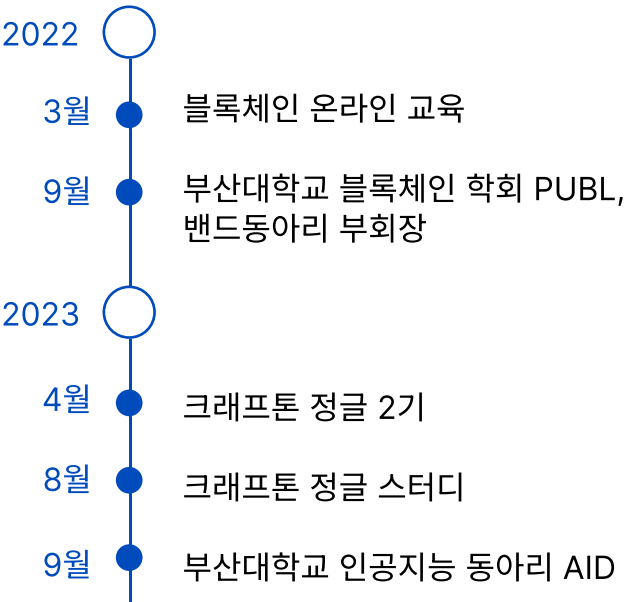 2022
3월 블록체인 온라인 교육
9월 부산대학교 블록체인 학회 PUBL,
밴드동아리 부회장
2023
4월 크래프톤 정글 2기
8월 크래프톤 정글 스터디
9월 부산대학교 인공지능 동아리 AID